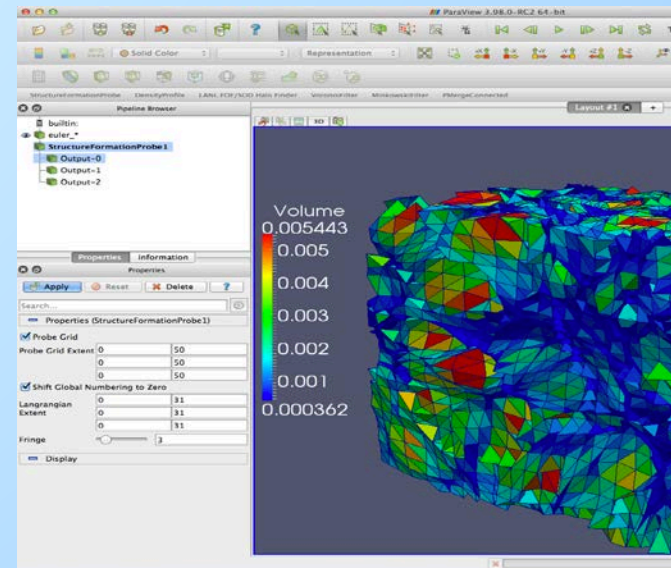 ParaView 3.98.0-RC2 64-bit
Solid Color
Representation
StructureFormationProbe DensityProfile LANL FOF/SOD Halo Finder VoronoiFilter MinkowskiFilter PMergeConnected
Pipeline Browser
Layout #1
builtin:
3D
euler_*
StructureFormationProbe1
Output-0
Output-1
Output-2
Volume
0.005443
0.005
0.004
0.003
0.002
0.001
0.000362
Properties Information
Properties
Apply Reset Delete ?
Search...
Properties (StructureFormationProbe1)
Probe Grid
Probe Grid Extent 0 50
0 50
0 50
Shift Global Numbering to Zero
Langrangian Extent
0 31
0 31
0 31
Fringe 3
Display